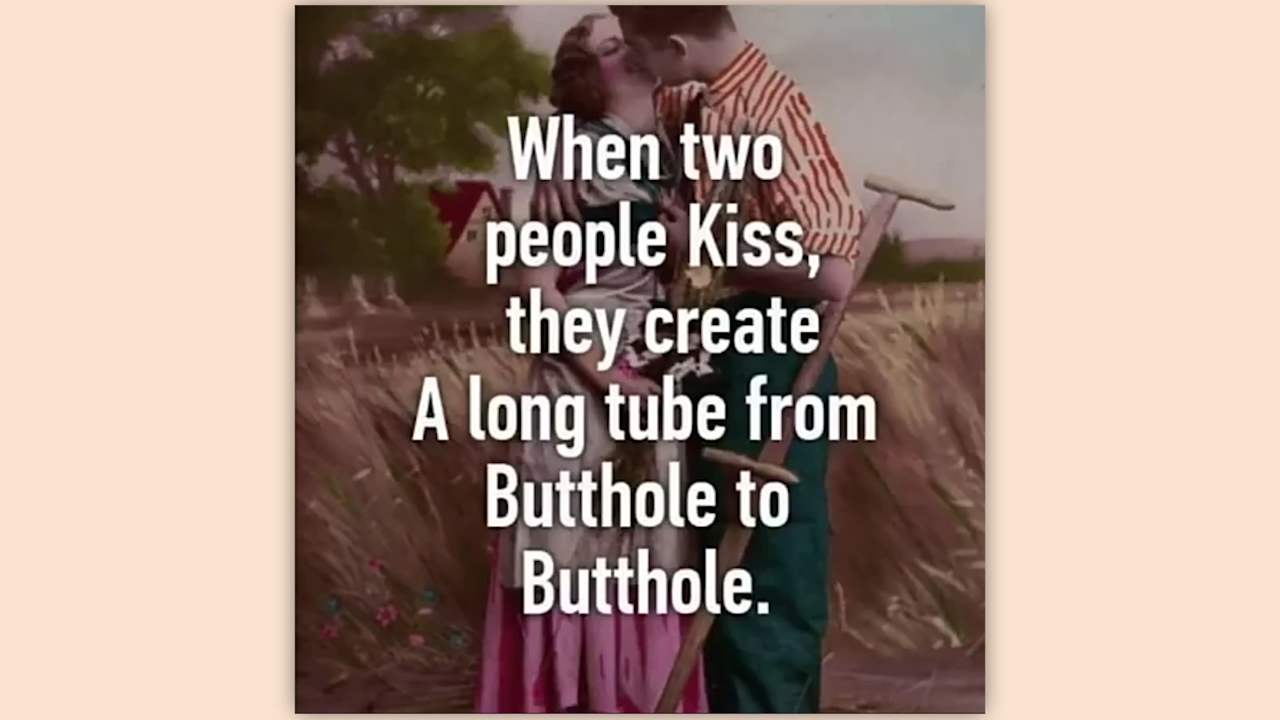 When two
people Kiss,
they create
A long tube from
Butthole to
Butthole.